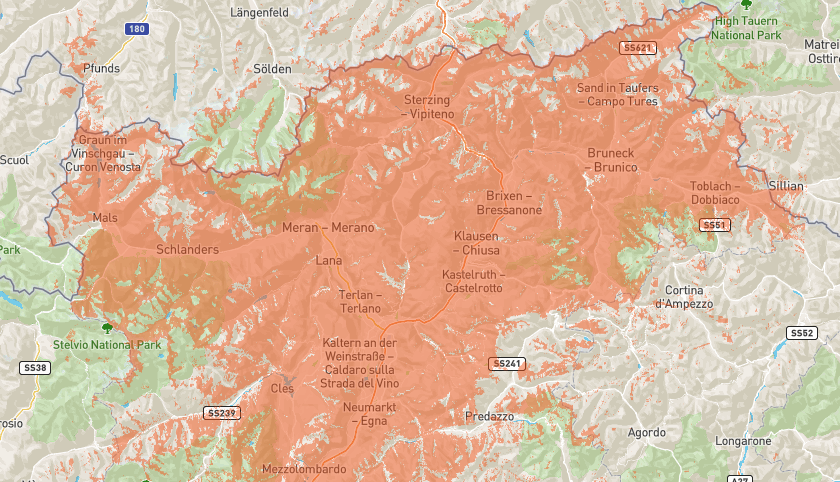 Längenfeld
180
High Tauern
National Park
SS621
Matrei
Osttir
Pfunds
Sölden
Sand in Taufers
– Campo Tures
Sterzing
– Vipiteno
Graun im
Vinschgau –
Curon Venosta
Scuol
Bruneck
– Brunico
Toblach –
Dobbiaco
Sillian
Brixen –
Bressanone
Mals
Meran – Merano
SS51
Klausen
– Chiusa
Schlanders
Park
Lana
Kastelruth –
Castelrotto
Cortina
d'Ampezzo
Terlan –
Terlano
Stelvio National Park
SS52
Kaltern an der
Weinstraße –
Caldaro sulla
Strada del Vino
SS38
SS241
Cles
SS239
Neumarkt
– Egna
Predazzo
rosio
Agordo
Longarone
Mezzolombardo
A27